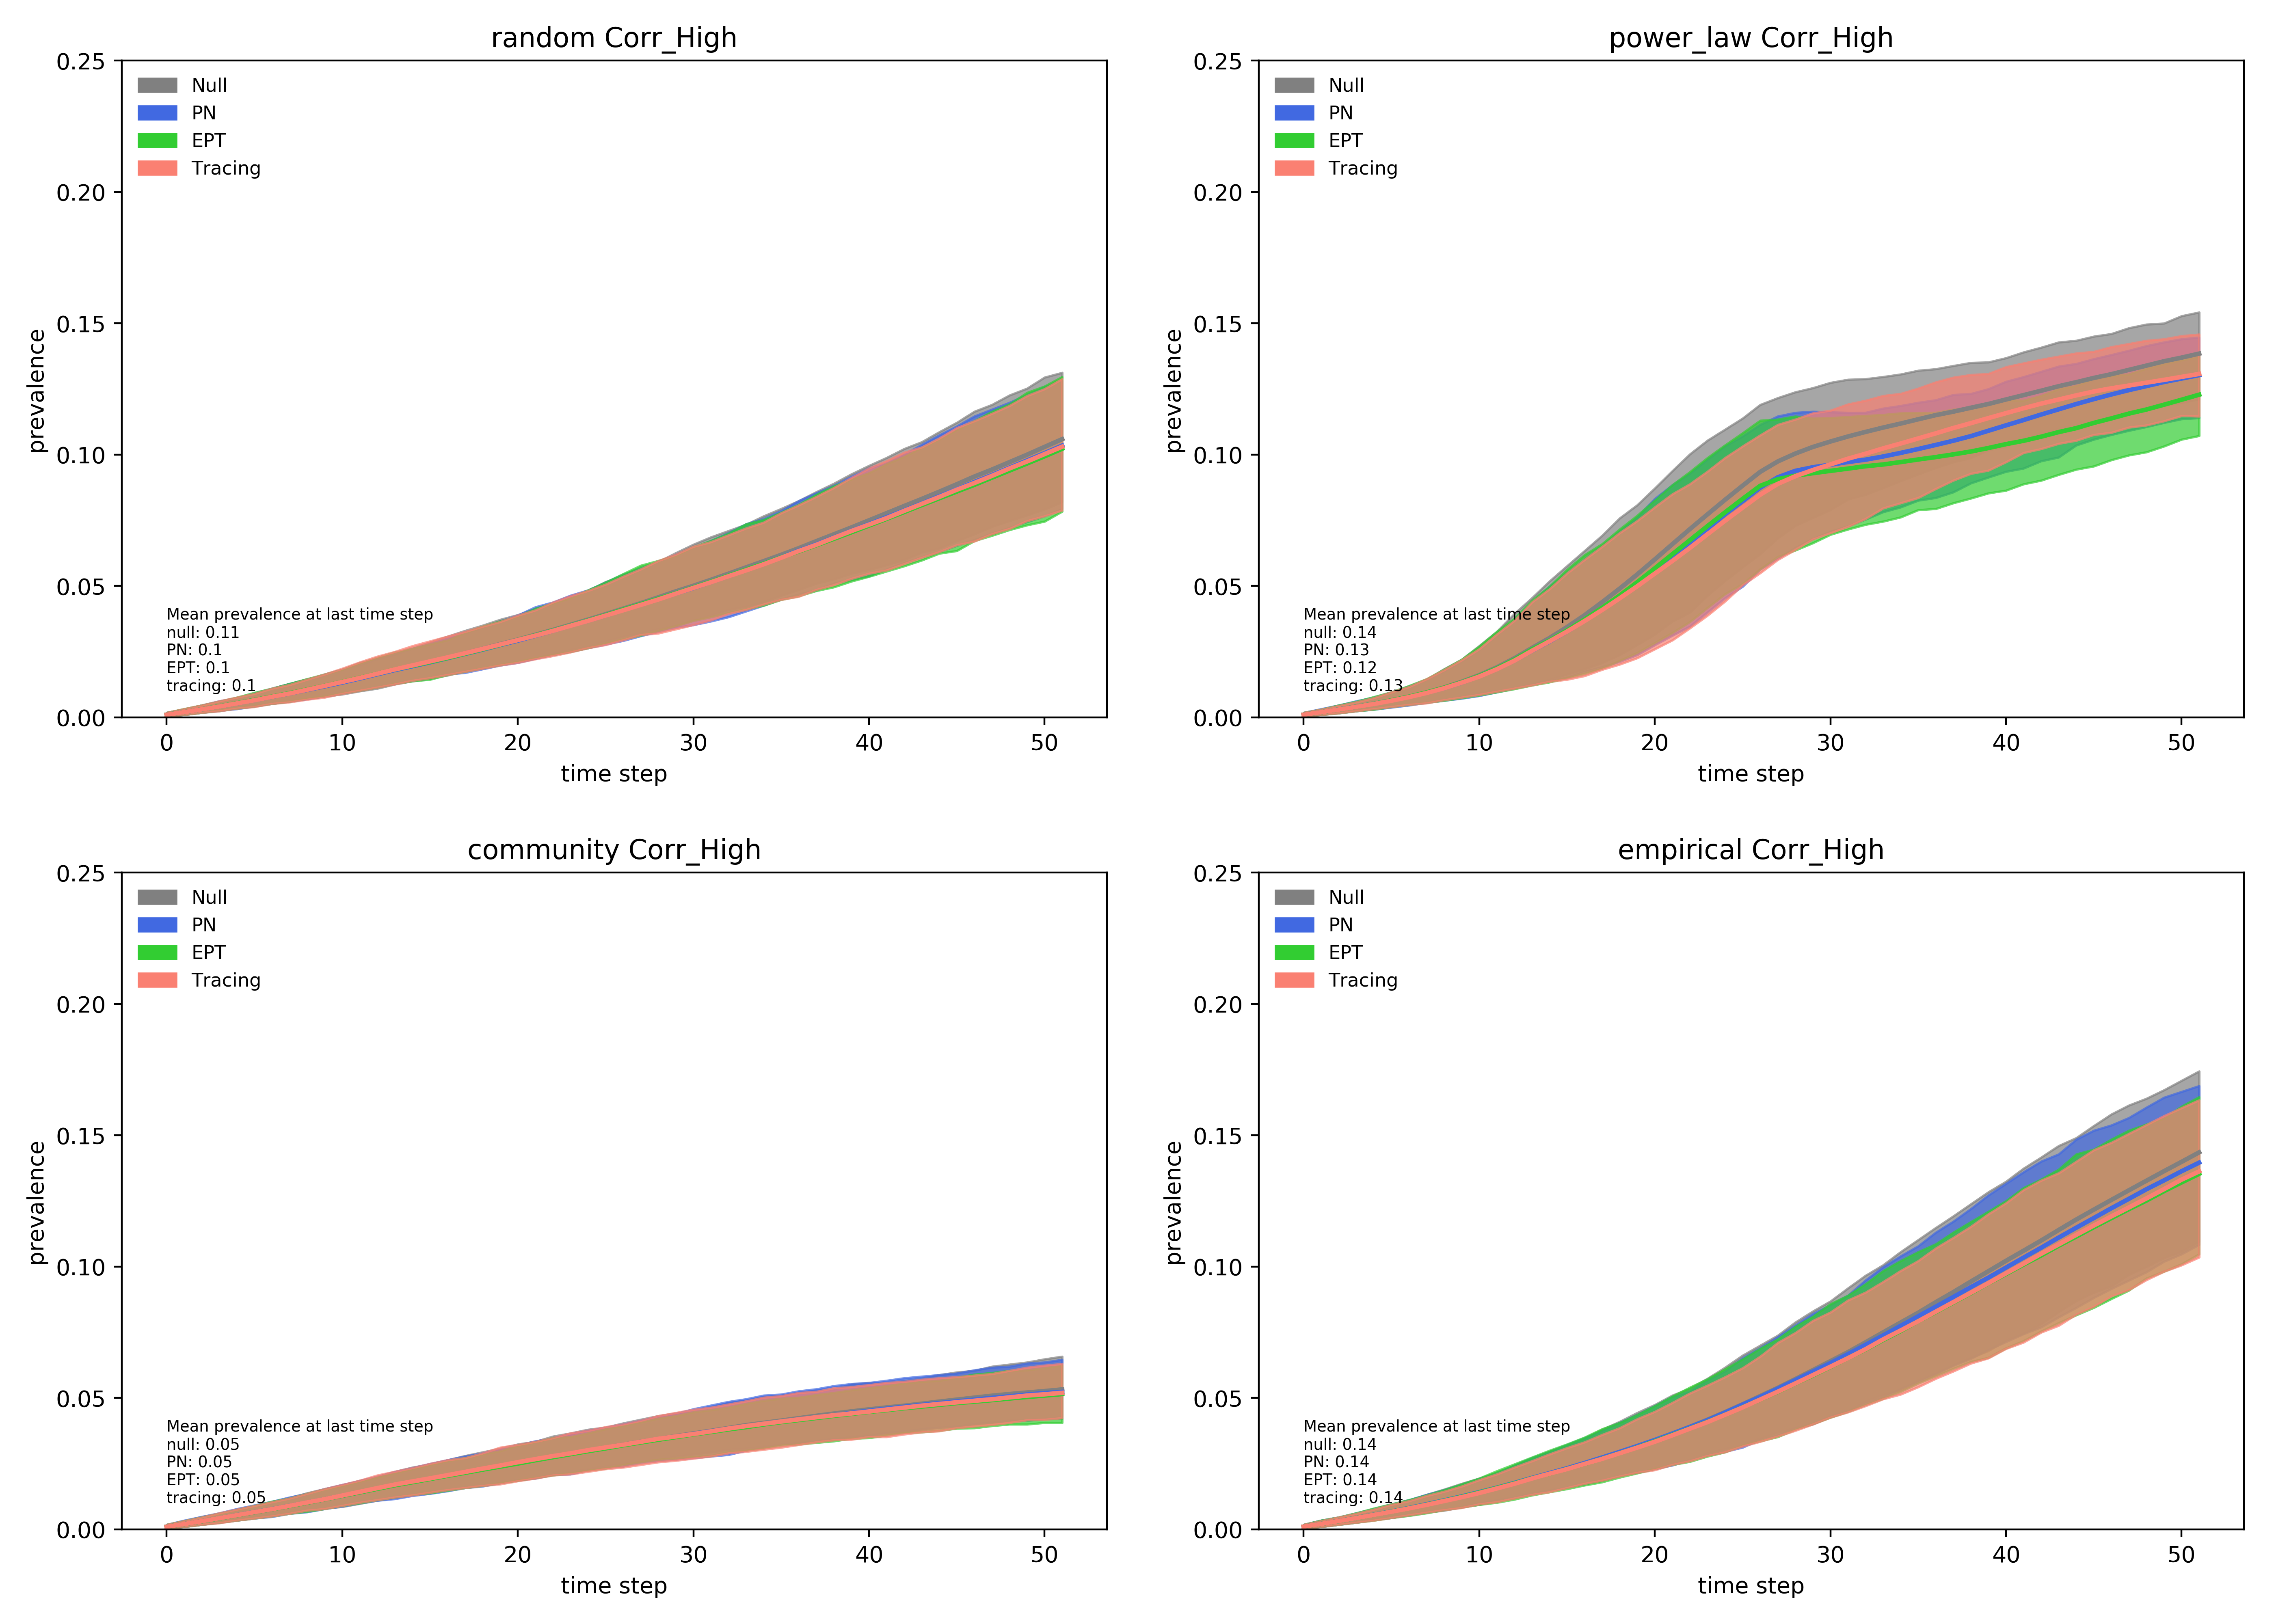 random Corr_High
0.25
0.20
0.15
0.10
0.05
0.00
prevalence
Null
PN
EPT
Tracing
Mean prevalence at last time step
null: 0.11
PN: 0.1
EPT: 0.1
tracing: 0.1
0 10 20 30 40 50
time step
power_law Corr_High
0.25
0.20
0.15
0.10
0.05
0.00
prevalence
Null
PN
EPT
Tracing
Mean prevalence at last time step
null: 0.14
PN: 0.13
EPT: 0.12
tracing: 0.13
0 10 20 30 40 50
time step
community Corr_High
0.25
0.20
0.15
0.10
0.05
0.00
prevalence
Null
PN
EPT
Tracing
Mean prevalence at last time step
null: 0.05
PN: 0.05
EPT: 0.05
tracing: 0.05
0 10 20 30 40 50
time step
empirical Corr_High
0.25
0.20
0.15
0.10
0.05
0.00
prevalence
Null
PN
EPT
Tracing
Mean prevalence at last time step
null: 0.14
PN: 0.14
EPT: 0.14
tracing: 0.14
0 10 20 30 40 50
time step